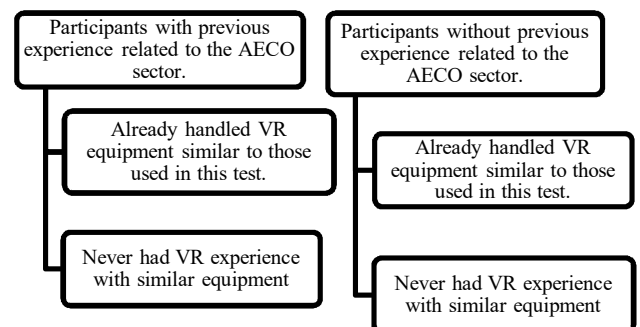 Participants with previous
experience related to the AECO
sector.
Already handled VR
equipment similar to those
used in this test.
Never had VR experience
with similar equipment
Participants without previous
experience related to the
AECO sector.
Already handled VR
equipment similar to those
used in this test.
Never had VR experience
with similar equipment